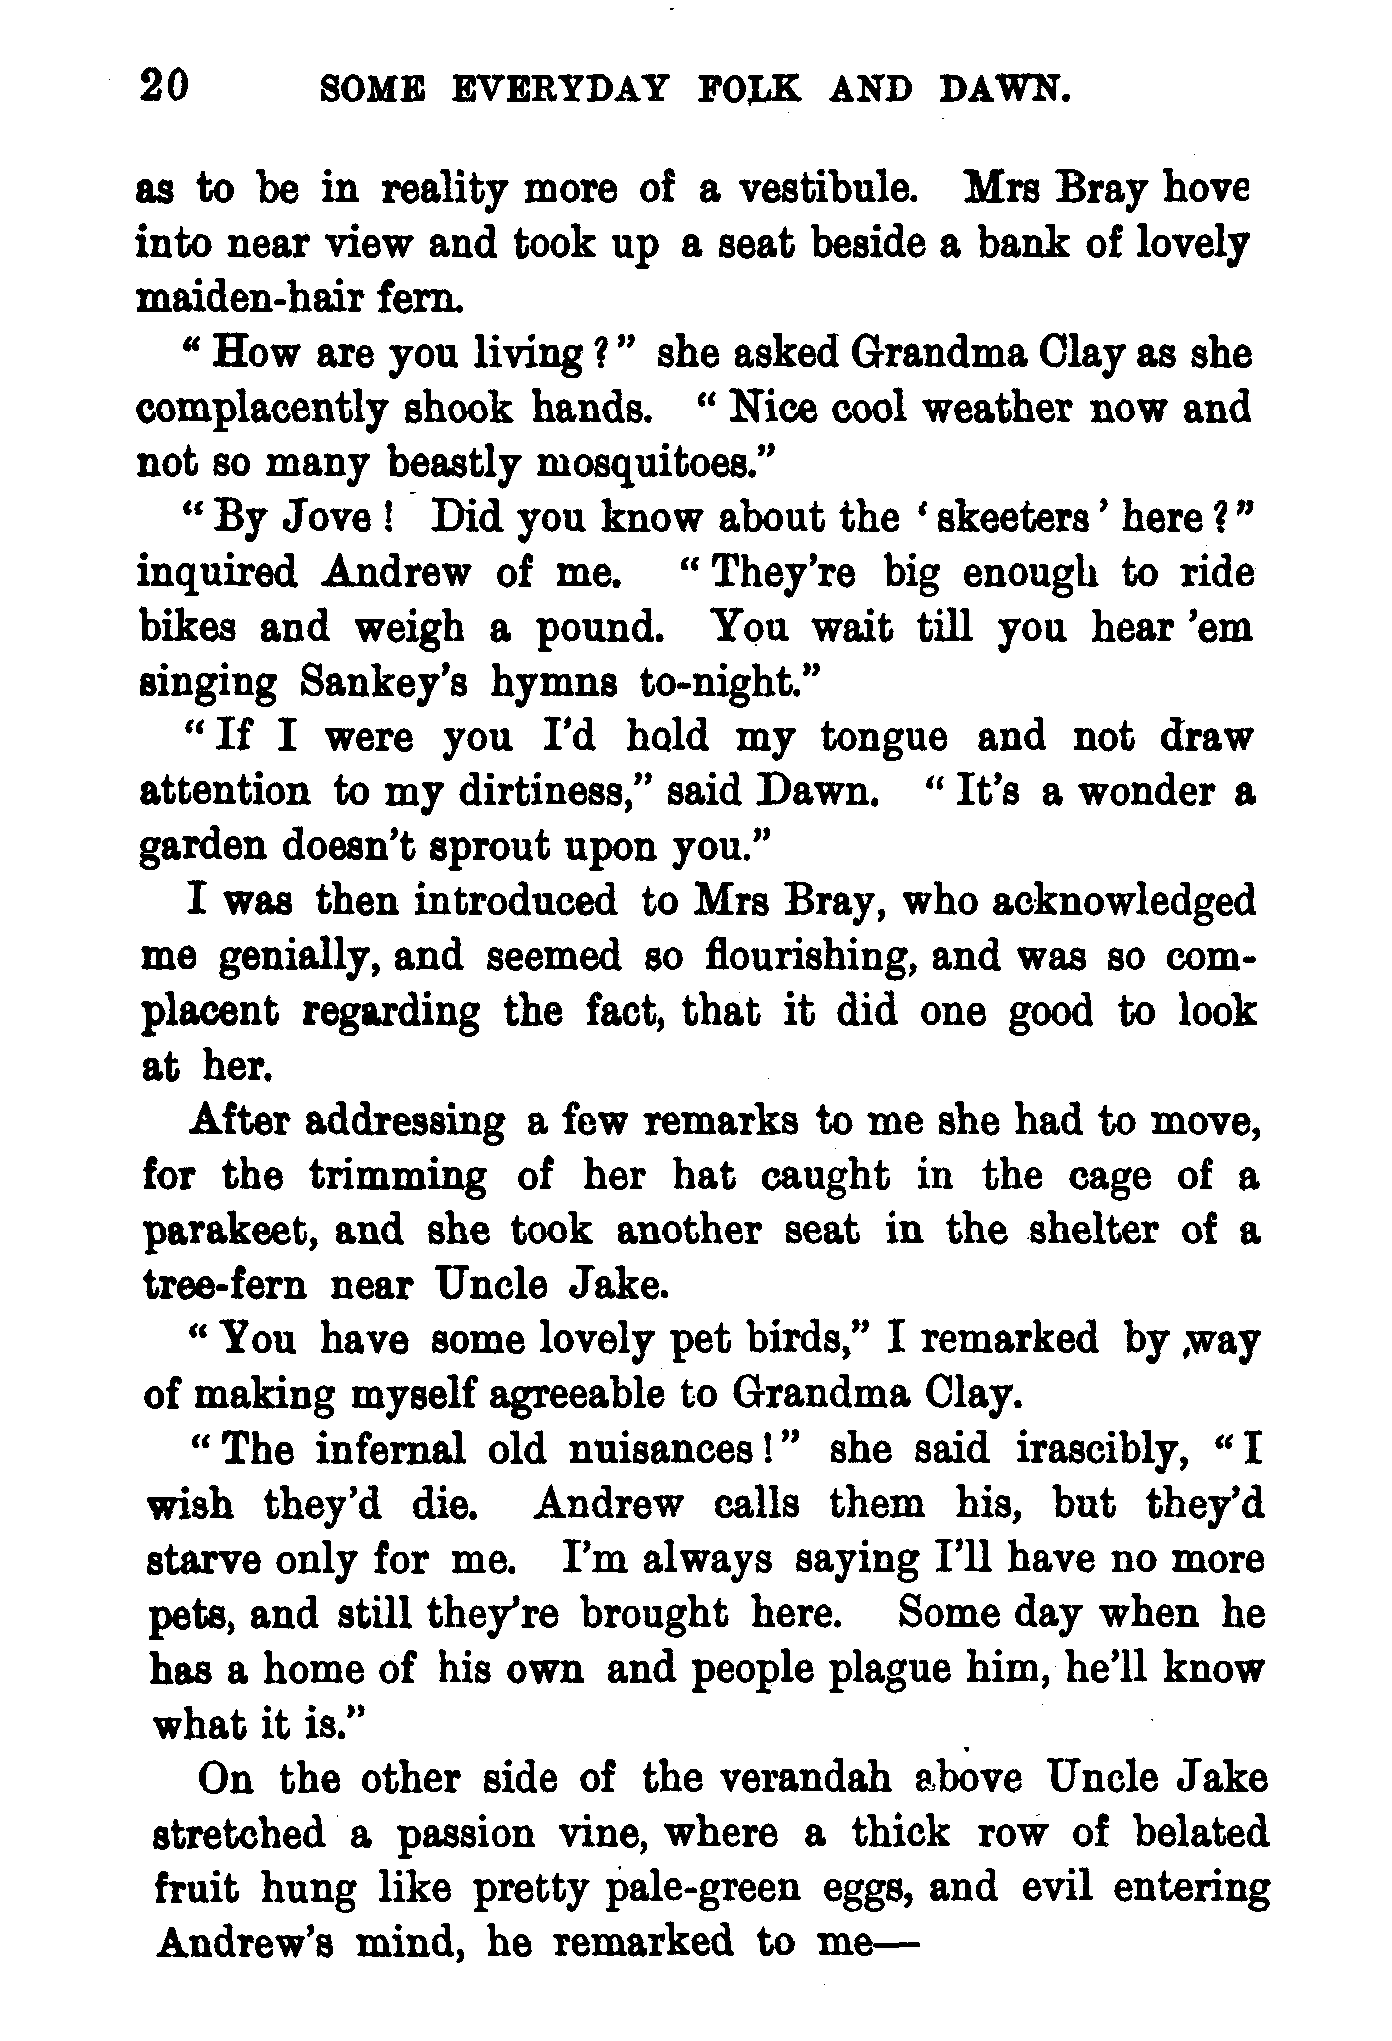 20 SOME EVERYDAY FOLK AND DAWN.
as to be in reality more of a vestibule. Mrs Bray hove
into near view and took up a seat beside a bank of lovely
maiden-hair fern.
“How are you living?” she asked Grandma Clay as she
complacently shook hands. “Nice cool weather now and
not so many beastly mosquitoes.”
“By Jove! Did you know about the ‘skeeters’ here?”
inquired Andrew of me. “They're big enough to ride
bikes and weigh a pound. You wait till you hear 'em
singing Sankey's hymns to-night.”
“If I were you I'd hold my tongue and not draw
attention to my dirtiness,” said Dawn. “It's a wonder a
garden doesn't sprout upon you.”
I was then introduced to Mrs Bray, who acknowledged
me genially, and seemed so flourishing, and was so com-
placent regarding the fact, that it did one good to look
at her.
After addressing a few remarks to me she had to move,
for the trimming of her hat caught in the cage of a
parakeet, and she took another seat in the shelter of a
tree-fern near Uncle Jake.
“You have some lovely pet birds,” I remarked by way
of making myself agreeable to Grandma Clay.
“The infernal old nuisances!” she said irascibly, “I
wish they'd die. Andrew calls them his, but they'd
starve only for me. I'm always saying I'll have no more
pets, and still they're brought here. Some day when he
has a home of his own and people plague him, he'll know
what it is.”
On the other side of the verandah above Uncle Jake
stretched a passion vine, where a thick row of belated
fruit hung like pretty pale-green eggs, and evil entering
Andrew's mind, he remarked to me—